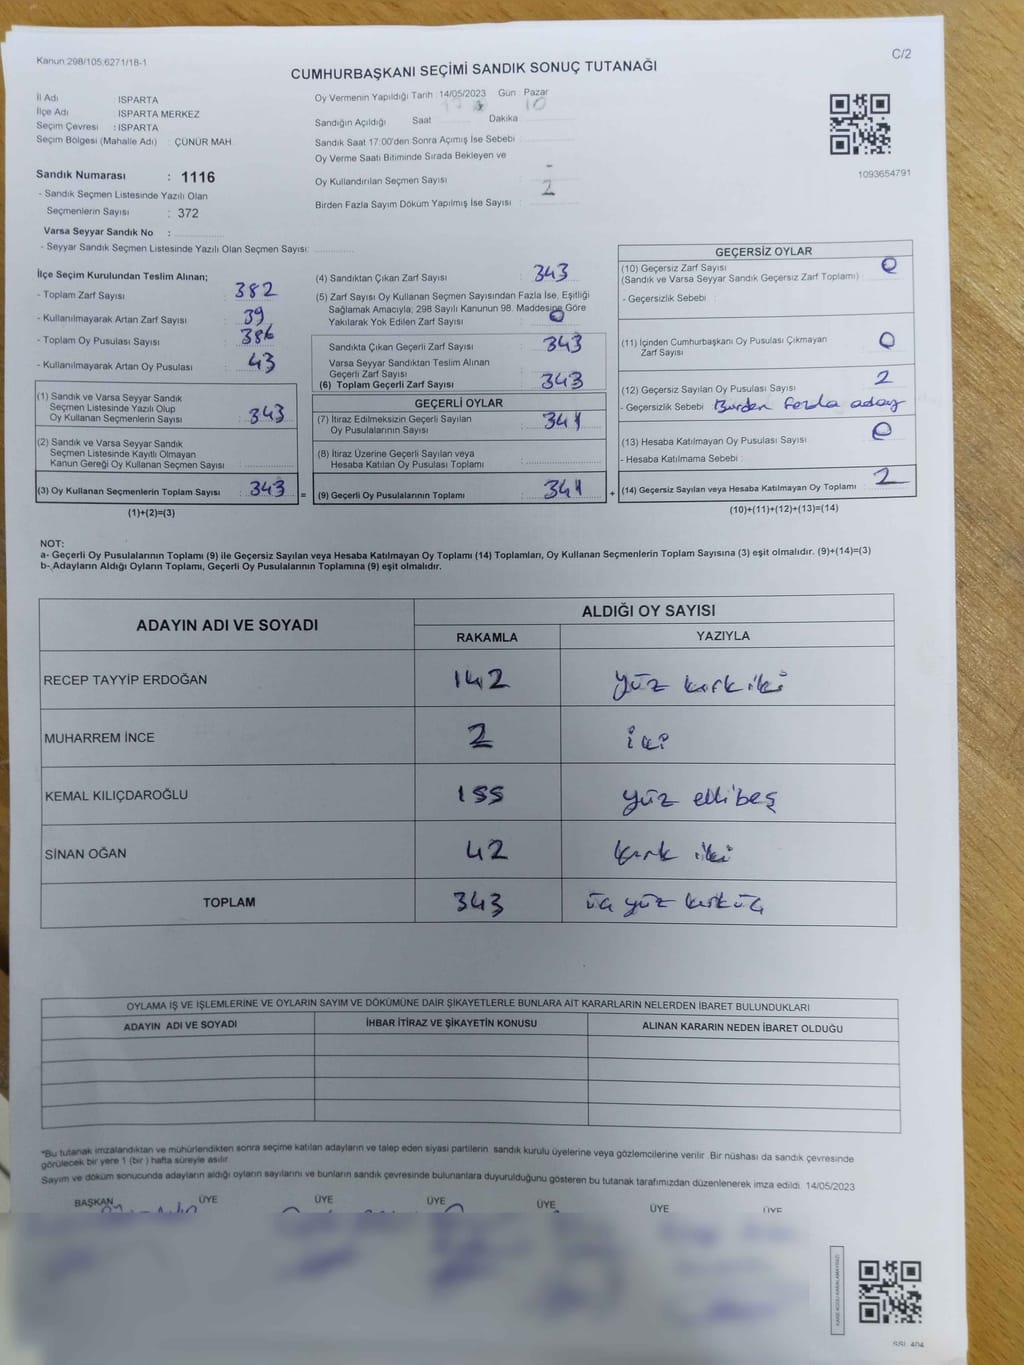 Kanun 298/105,6271/18-1
C/2
CUMHURBAŞKANI SEÇİMİ SANDIK SONUÇ TUTANAĞI
İl Adı : ISPARTA
İlçe Adı : ISPARTA MERKEZ
Seçim Çevresi : ISPARTA
Seçim Bölgesi (Mahalle Adı) : ÇÜNÜR MAH.
Sandık Numarası : 1116
- Sandık Seçmen Listesinde Yazılı Olan
Seçmenlerin Sayısı : 372
Varsa Seyyar Sandık No :
- Seyyar Sandık Seçmen Listesinde Yazılı Olan Seçmen Sayısı:
Oy Vermenin Yapıldığı Tarih : 14/05/2023 Gün : Pazar
Sandığın Açıldığı Saat Dakika 10
Sandık Saat 17:00'den Sonra Açımış İse Sebebi :
Oy Verme Saati Bitiminde Sırada Bekleyen ve
Oy Kullandırılan Seçmen Sayısı : -
Birden Fazla Sayım Döküm Yapılmış İse Sayısı : 2
1093654791
İlçe Seçim Kurulundan Teslim Alınan;
- Toplam Zarf Sayısı : 382
- Kullanılmayarak Artan Zarf Sayısı : 39
- Toplam Oy Pusulası Sayısı : 386
- Kullanılmayarak Artan Oy Pusulası : 43
(1) Sandık ve Varsa Seyyar Sandık
Seçmen Listesinde Yazılı Olup
Oy Kullanan Seçmenlerin Sayısı : 343
(2) Sandık ve Varsa Seyyar Sandık
Seçmen Listesinde Kayıtlı Olmayan
Kanun Gereği Oy Kullanan Seçmen Sayısı :
(3) Oy Kullanan Seçmenlerin Toplam Sayısı : 343 =
(1)+(2)=(3)
(4) Sandıktan Çıkan Zarf Sayısı : 343
(5) Zarf Sayısı Oy Kullanan Seçmen Sayısından Fazla İse, Eşitliği
Sağlamak Amacıyla; 298 Sayılı Kanunun 98. Maddesine Göre
Yakılarak Yok Edilen Zarf Sayısı : 0
Sandıkta Çıkan Geçerli Zarf Sayısı : 343
Varsa Seyyar Sandıktan Teslim Alınan
Geçerli Zarf Sayısı :
(6) Toplam Geçerli Zarf Sayısı : 343
GEÇERLİ OYLAR
(7) İtiraz Edilmeksizin Geçerli Sayılan
Oy Pusulalarının Sayısı : 341
(8) İtiraz Üzerine Geçerli Sayılan veya
Hesaba Katılan Oy Pusulası Toplamı :
(9) Geçerli Oy Pusulalarının Toplamı : 341 +
GEÇERSİZ OYLAR
(10) Geçersiz Zarf Sayısı : 0
(Sandık ve Varsa Seyyar Sandık Geçersiz Zarf Toplamı)
- Geçersizlik Sebebi :
(11) İçinden Cumhurbaşkanı Oy Pusulası Çıkmayan
Zarf Sayısı : 0
(12) Geçersiz Sayılan Oy Pusulası Sayısı : 2
- Geçersizlik Sebebi : Birden fazla aday
(13) Hesaba Katılmayan Oy Pusulası Sayısı : 0
- Hesaba Katılmama Sebebi :
(14) Geçersiz Sayılan veya Hesaba Katılmayan Oy Toplamı : 2
(10)+(11)+(12)+(13)=(14)
NOT:
a- Geçerli Oy Pusulalarının Toplamı (9) ile Geçersiz Sayılan veya Hesaba Katılmayan Oy Toplamı (14) Toplamları, Oy Kullanan Seçmenlerin Toplam Sayısına (3) eşit olmalıdır. (9)+(14)=(3)
b- Adayların Aldığı Oyların Toplamı, Geçerli Oy Pusulalarının Toplamına (9) eşit olmalıdır.
ADAYIN ADI VE SOYADI
ALDIĞI OY SAYISI
RAKAMLA YAZIYLA
RECEP TAYYİP ERDOĞAN 142 yüz kırk iki
MUHARREM İNCE 2 iki
KEMAL KILIÇDAROĞLU 155 yüz elli beş
SİNAN OĞAN 42 kırk iki
TOPLAM 343 üç yüz kırk üç
OYLAMA İŞ VE İŞLEMLERİNE VE OYLARIN SAYIM VE DÖKÜMÜNE DAİR ŞİKAYETLERLE BUNLARA AİT KARARLARIN NELERDEN İBARET BULUNDUKLARI
ADAYIN ADI VE SOYADI İHBAR İTİRAZ VE ŞİKAYETİN KONUSU ALINAN KARARIN NEDEN İBARET OLDUĞU
*Bu tutanak imzalandıktan ve mühürlendikten sonra seçime katılan adayların ve talep eden siyasi partilerin sandık kurulu üyelerine veya gözlemcilerine verilir. Bir nüshası da sandık çevresinde
görülecek bir yere 1 (bir) hafta süreyle asılır.
Sayım ve döküm sonucunda adayların aldığı oyların sayılarını ve bunların sandık çevresinde bulunanlara duyurulduğunu gösteren bu tutanak tarafımızdan düzenlenerek imza edildi. 14/05/2023
BAŞKAN ÜYE ÜYE ÜYE ÜYE ÜYE ÜYE